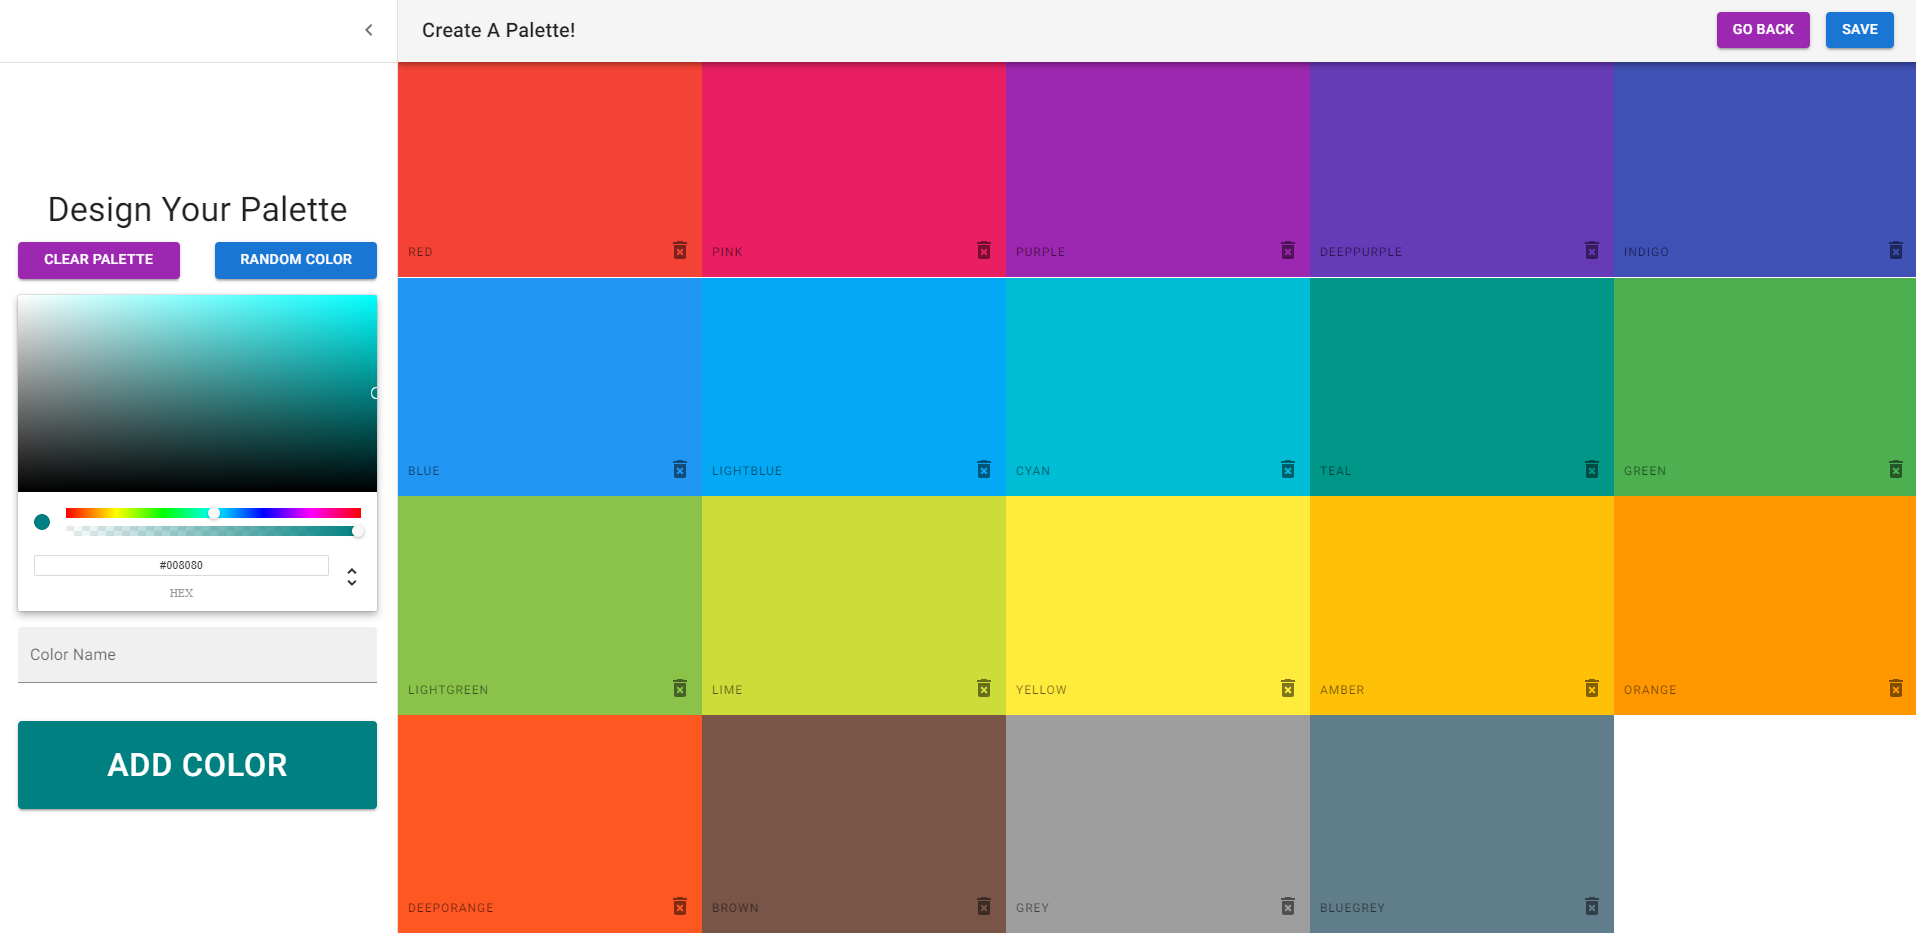 Create A Palette!
GO BACK
SAVE
Design Your Palette
CLEAR PALETTE
RANDOM COLOR
#008080
HEX
Color Name
ADD COLOR
RED
PINK
PURPLE
DEEPPURPLE
INDIGO
BLUE
LIGHTBLUE
CYAN
TEAL
GREEN
LIGHTGREEN
LIME
YELLOW
AMBER
ORANGE
DEEPORANGE
BROWN
GREY
BLUEGREY